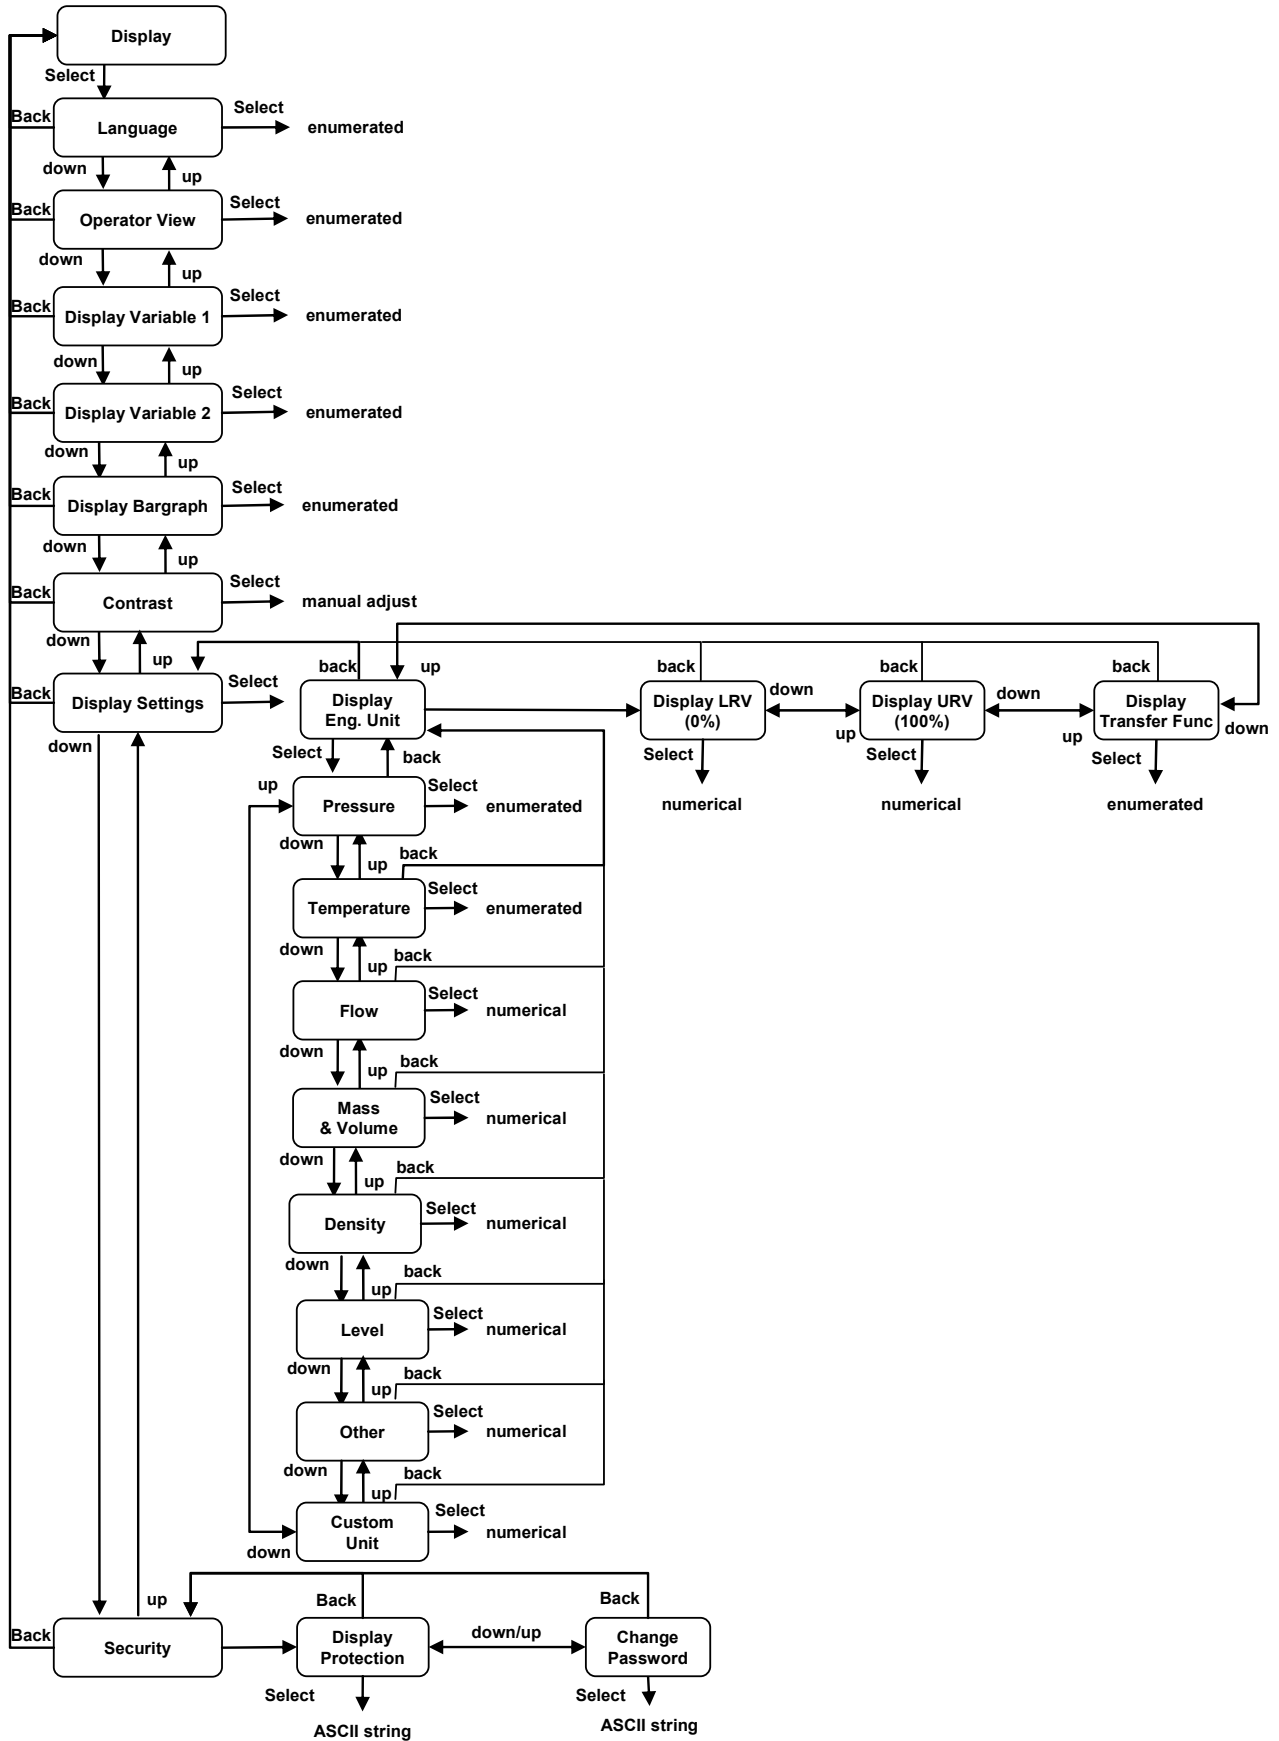 Display
Select
Back
Language
Select
enumerated
down
up
Back
Operator View
Select
enumerated
down
up
Back
Display Variable 1
Select
enumerated
down
up
Back
Display Variable 2
Select
enumerated
down
up
Back
Display Bargraph
Select
enumerated
down
up
Back
Contrast
Select
manual adjust
down
up
Back
Display Settings
Select
back
up
Display
Eng. Unit
back
Display LRV
(0%)
down
up
back
Display URV
(100%)
down
up
back
Display
Transfer Func
down
Select
numerical
Select
numerical
Select
enumerated
down
Select
back
up
Pressure
Select
enumerated
down
up
back
Temperature
Select
enumerated
down
up
back
Flow
Select
numerical
down
up
back
Mass
& Volume
Select
numerical
down
up
back
Density
Select
numerical
down
up
back
Level
Select
numerical
down
up
back
Other
Select
numerical
down
up
back
Custom
Unit
Select
numerical
down
up
Back
Security
Back
Display
Protection
down/up
Back
Change
Password
Select
ASCII string
Select
ASCII string